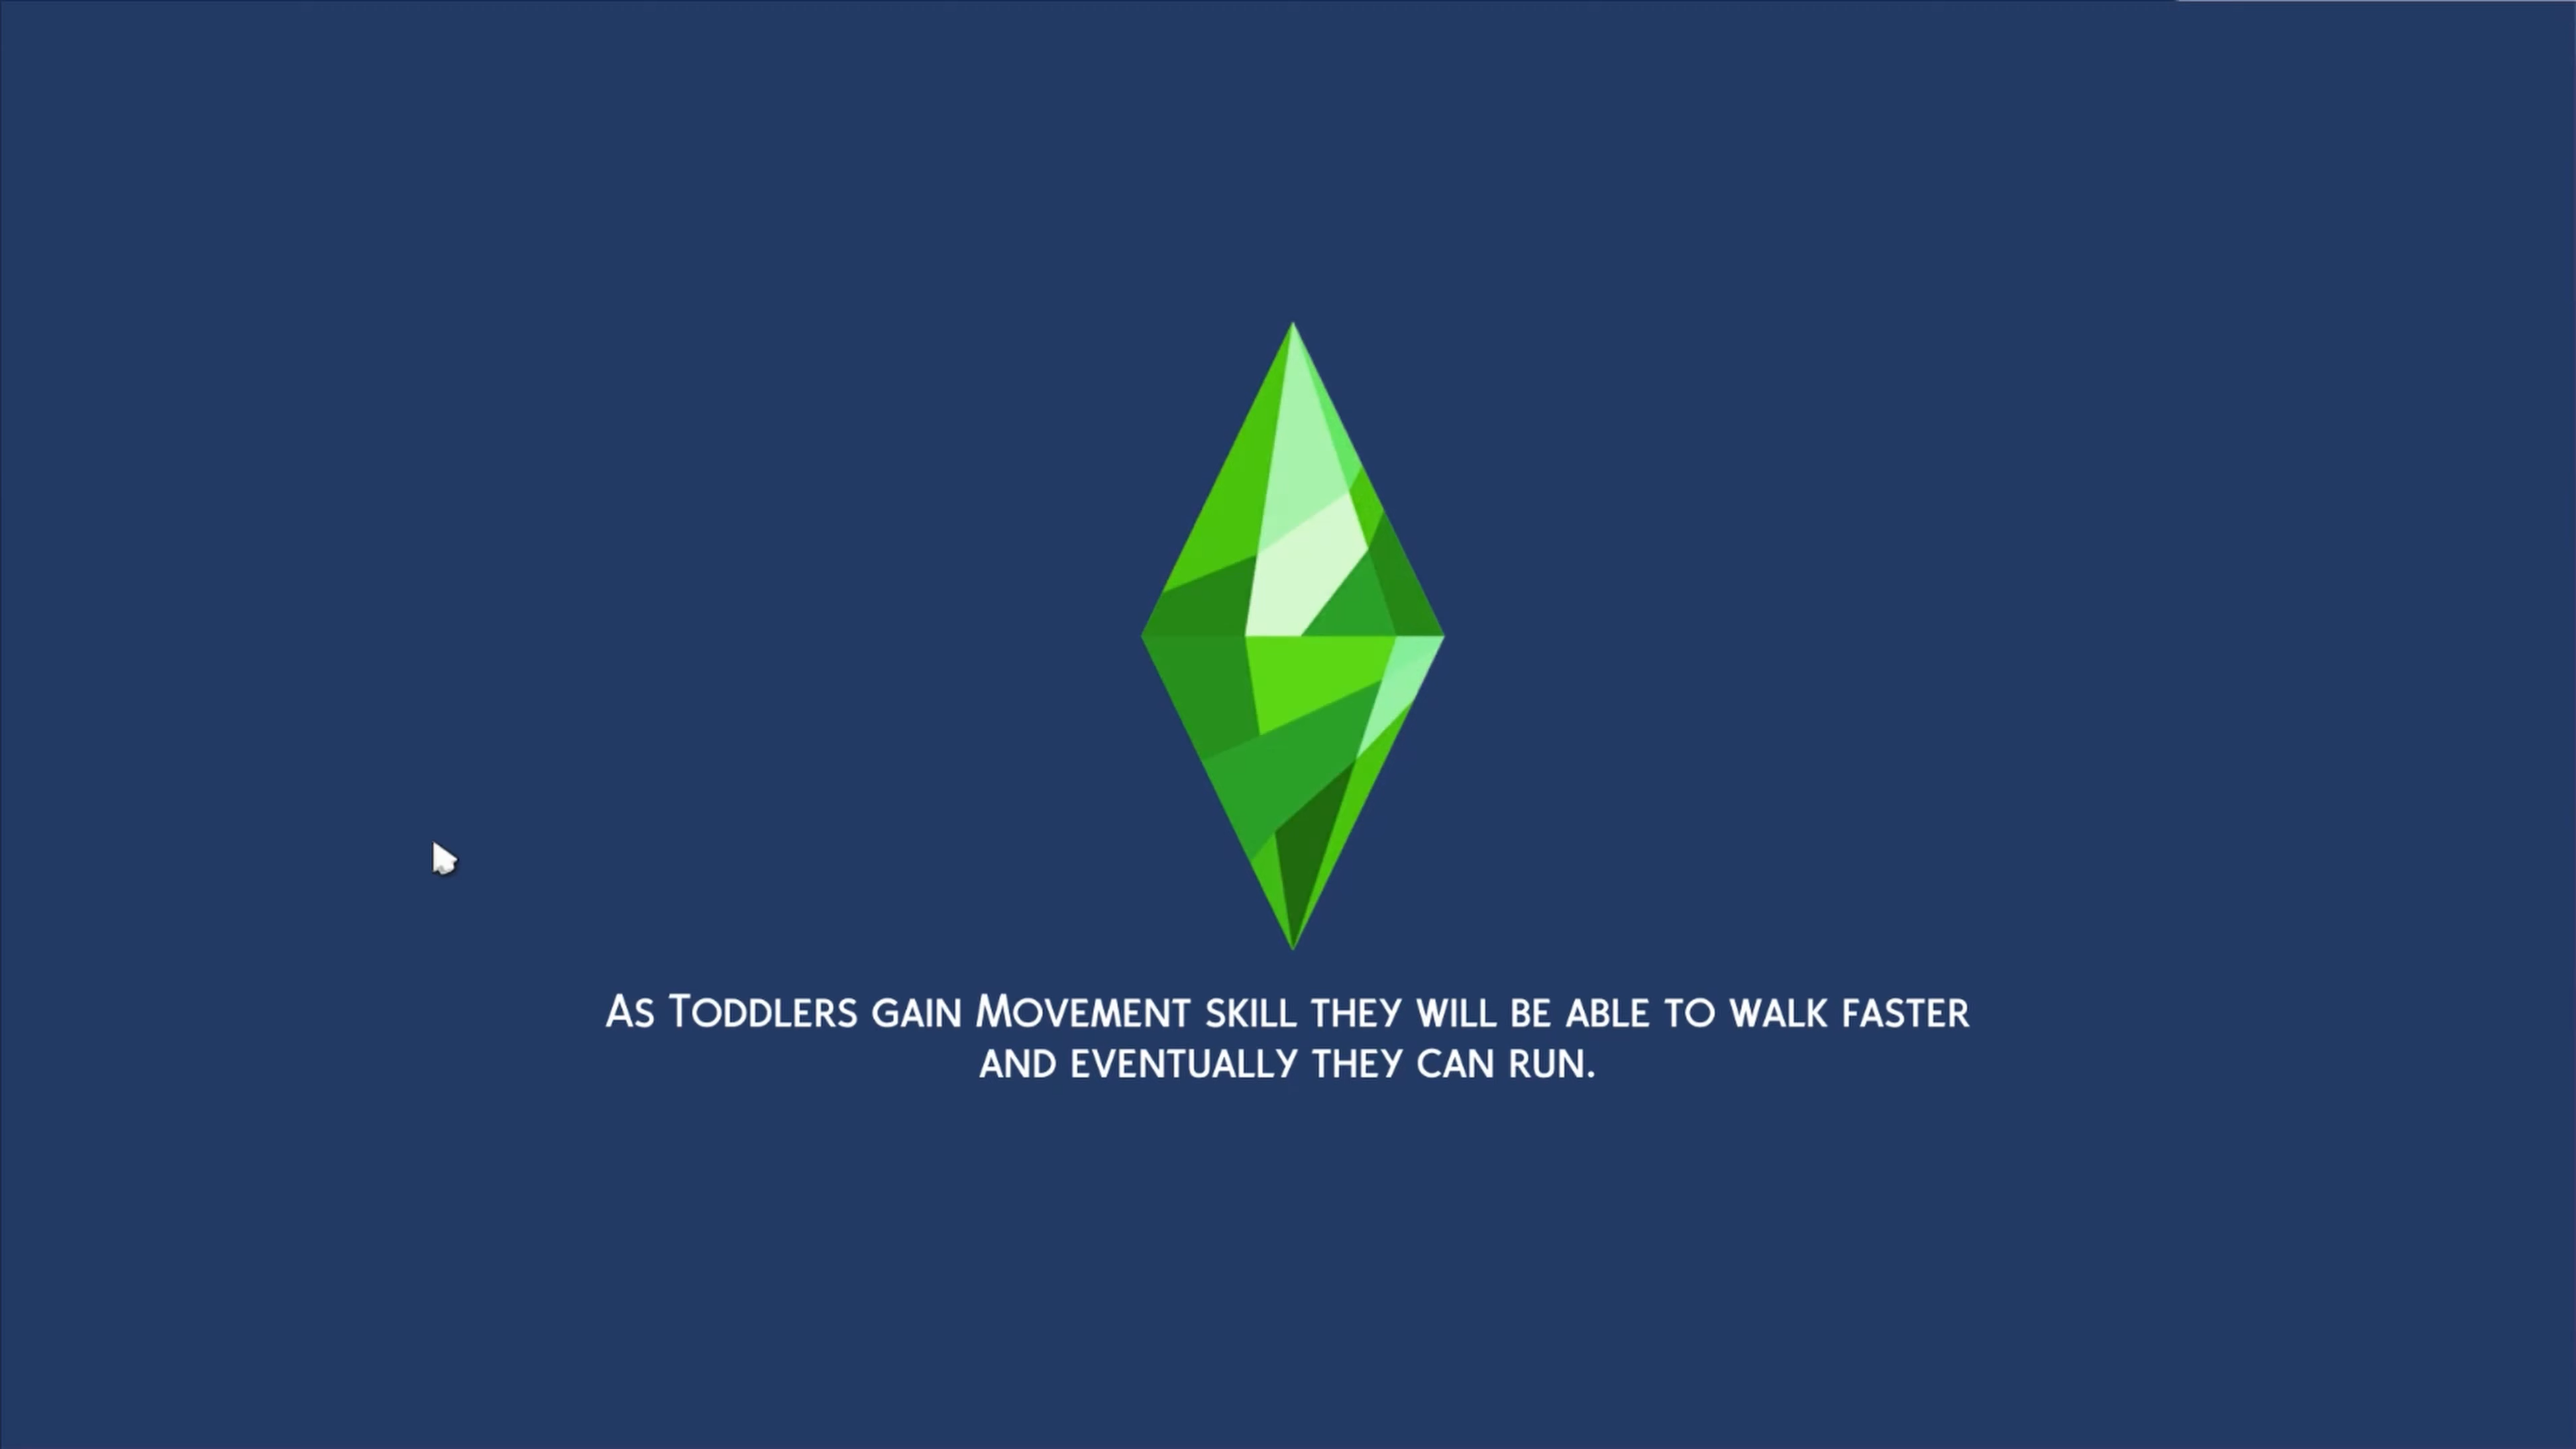 As Toddlers gain Movement skill they will be able to walk faster
and eventually they can run.